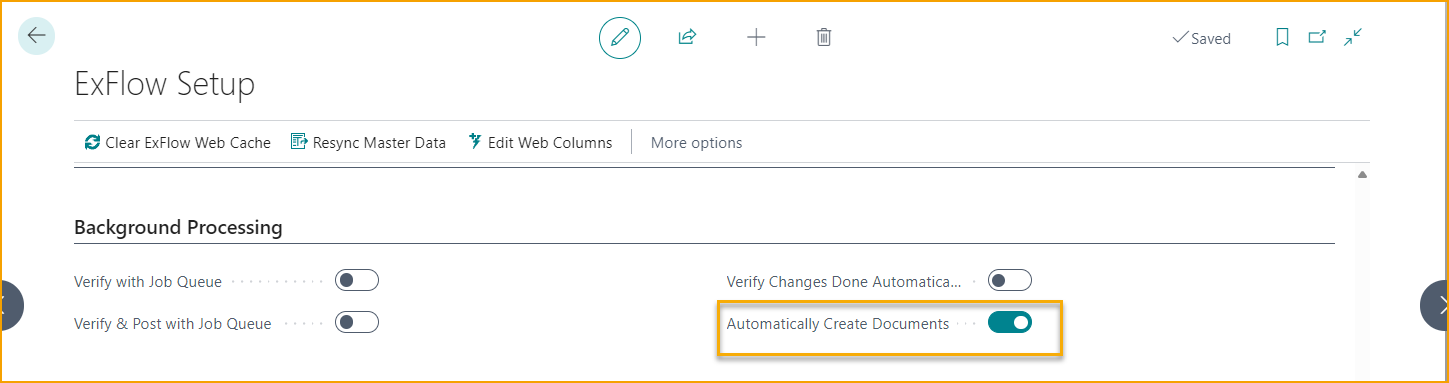 Saved
ExFlow Setup
Clear ExFlow Web Cache Resync Master Data Edit Web Columns More options
Background Processing
Verify with Job Queue Verify Changes Done Automatica...
Verify & Post with Job Queue Automatically Create Documents